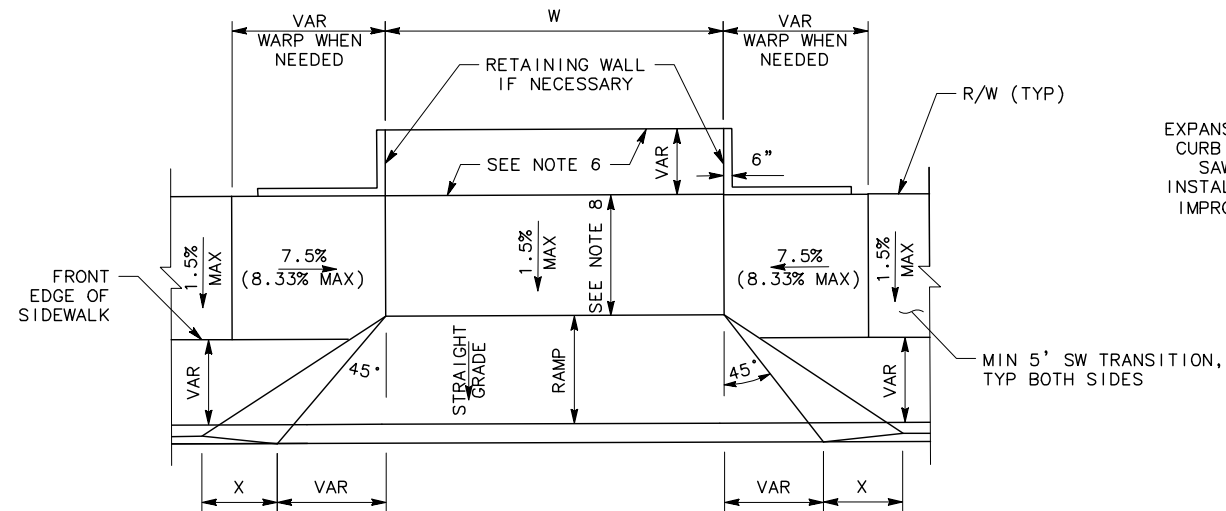 VAR
WARP WHEN
NEEDED
W
VAR
WARP WHEN
NEEDED
RETAINING WALL
IF NECESSARY
R/W (TYP)
EXPANS
CURB
SAW
INSTAL
IMPRO
SEE NOTE 6
VAR
6"
1.5%
MAX
7.5%
(8.33% MAX)
1.5%
MAX
SEE NOTE 8
7.5%
(8.33% MAX)
1.5%
MAX
FRONT
EDGE OF
SIDEWALK
VAR
45°
STRAIGHT
GRADE
RAMP
45°
VAR
MIN 5' SW TRANSITION,
TYP BOTH SIDES
X
VAR
VAR
X